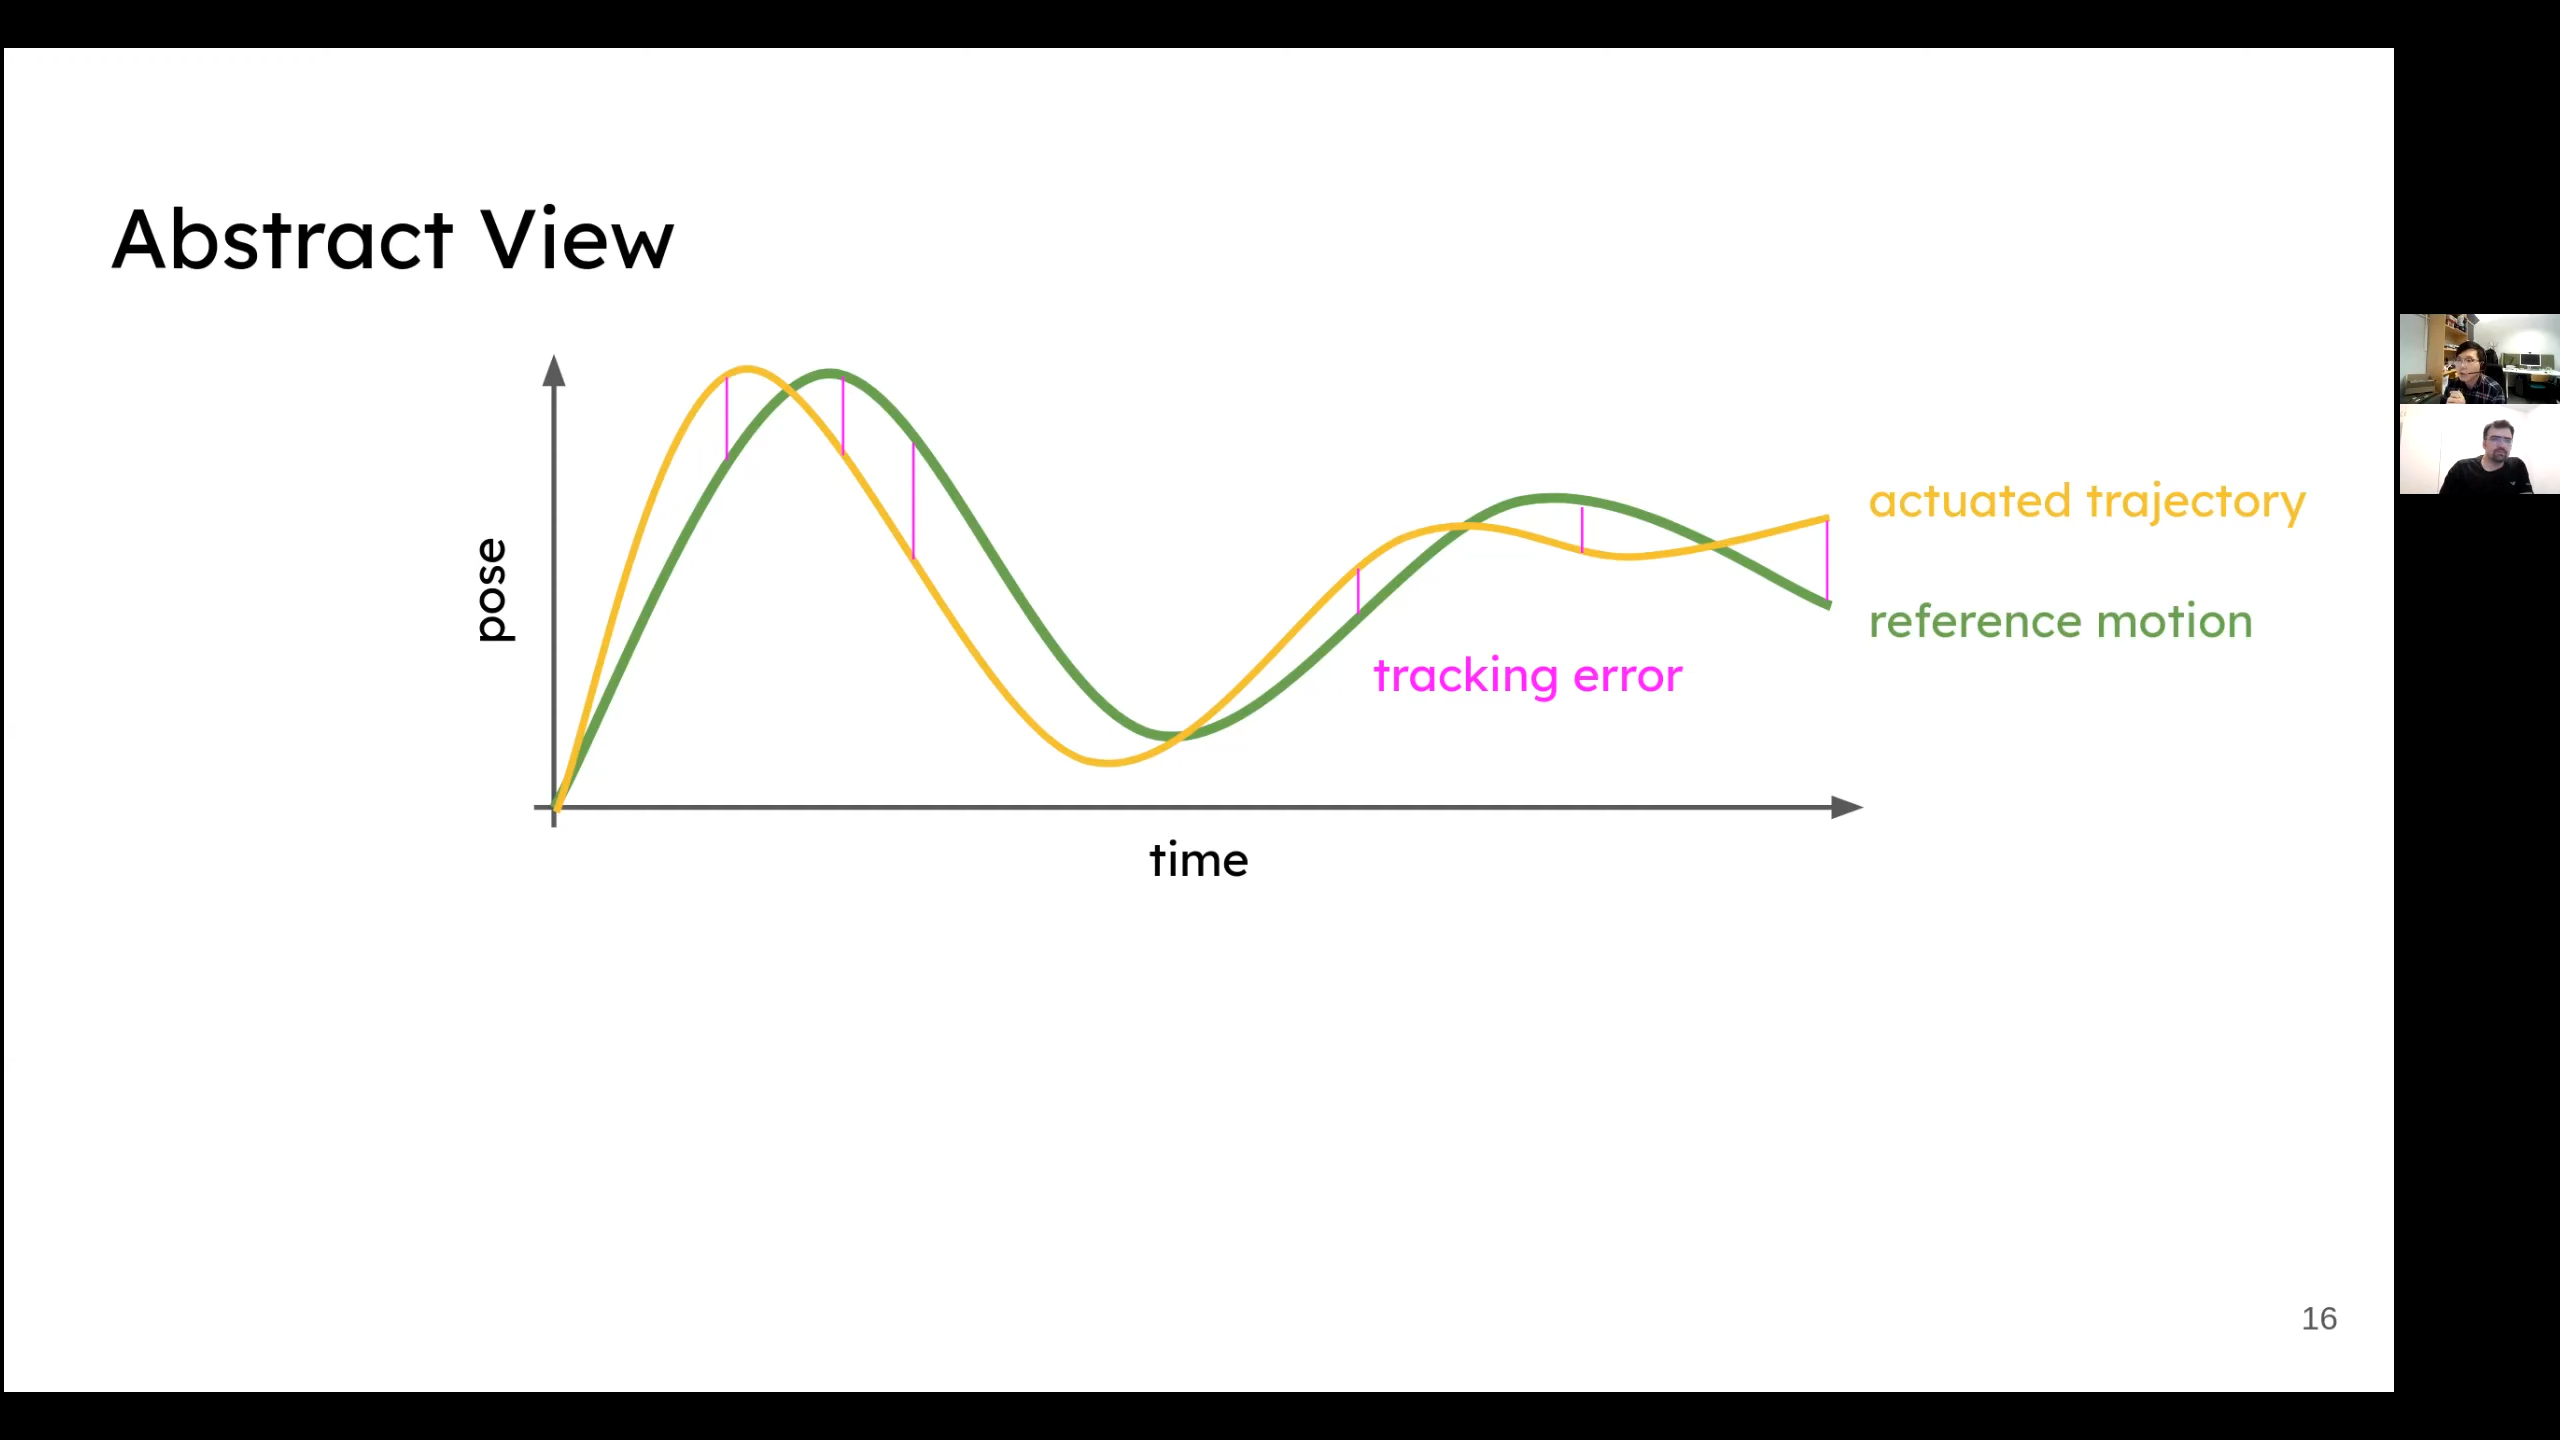 Abstract View
pose
actuated trajectory
reference motion
tracking error
time
16